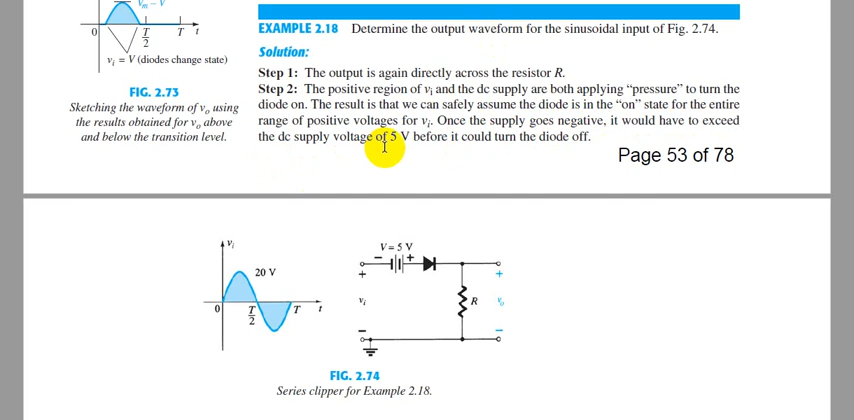 Vm – V
0
T
2
T
t
vi = V (diodes change state)
FIG. 2.73
Sketching the waveform of vo using
the results obtained for vo above
and below the transition level.
EXAMPLE 2.18 Determine the output waveform for the sinusoidal input of Fig. 2.74.
Solution:
Step 1: The output is again directly across the resistor R.
Step 2: The positive region of vi and the dc supply are both applying “pressure” to turn the
diode on. The result is that we can safely assume the diode is in the “on” state for the entire
range of positive voltages for vi. Once the supply goes negative, it would have to exceed
the dc supply voltage of 5 V before it could turn the diode off.
Page 53 of 78
vi
20 V
0
T
2
T
t
V = 5 V
– +
+ +
vi R vo
– –
FIG. 2.74
Series clipper for Example 2.18.